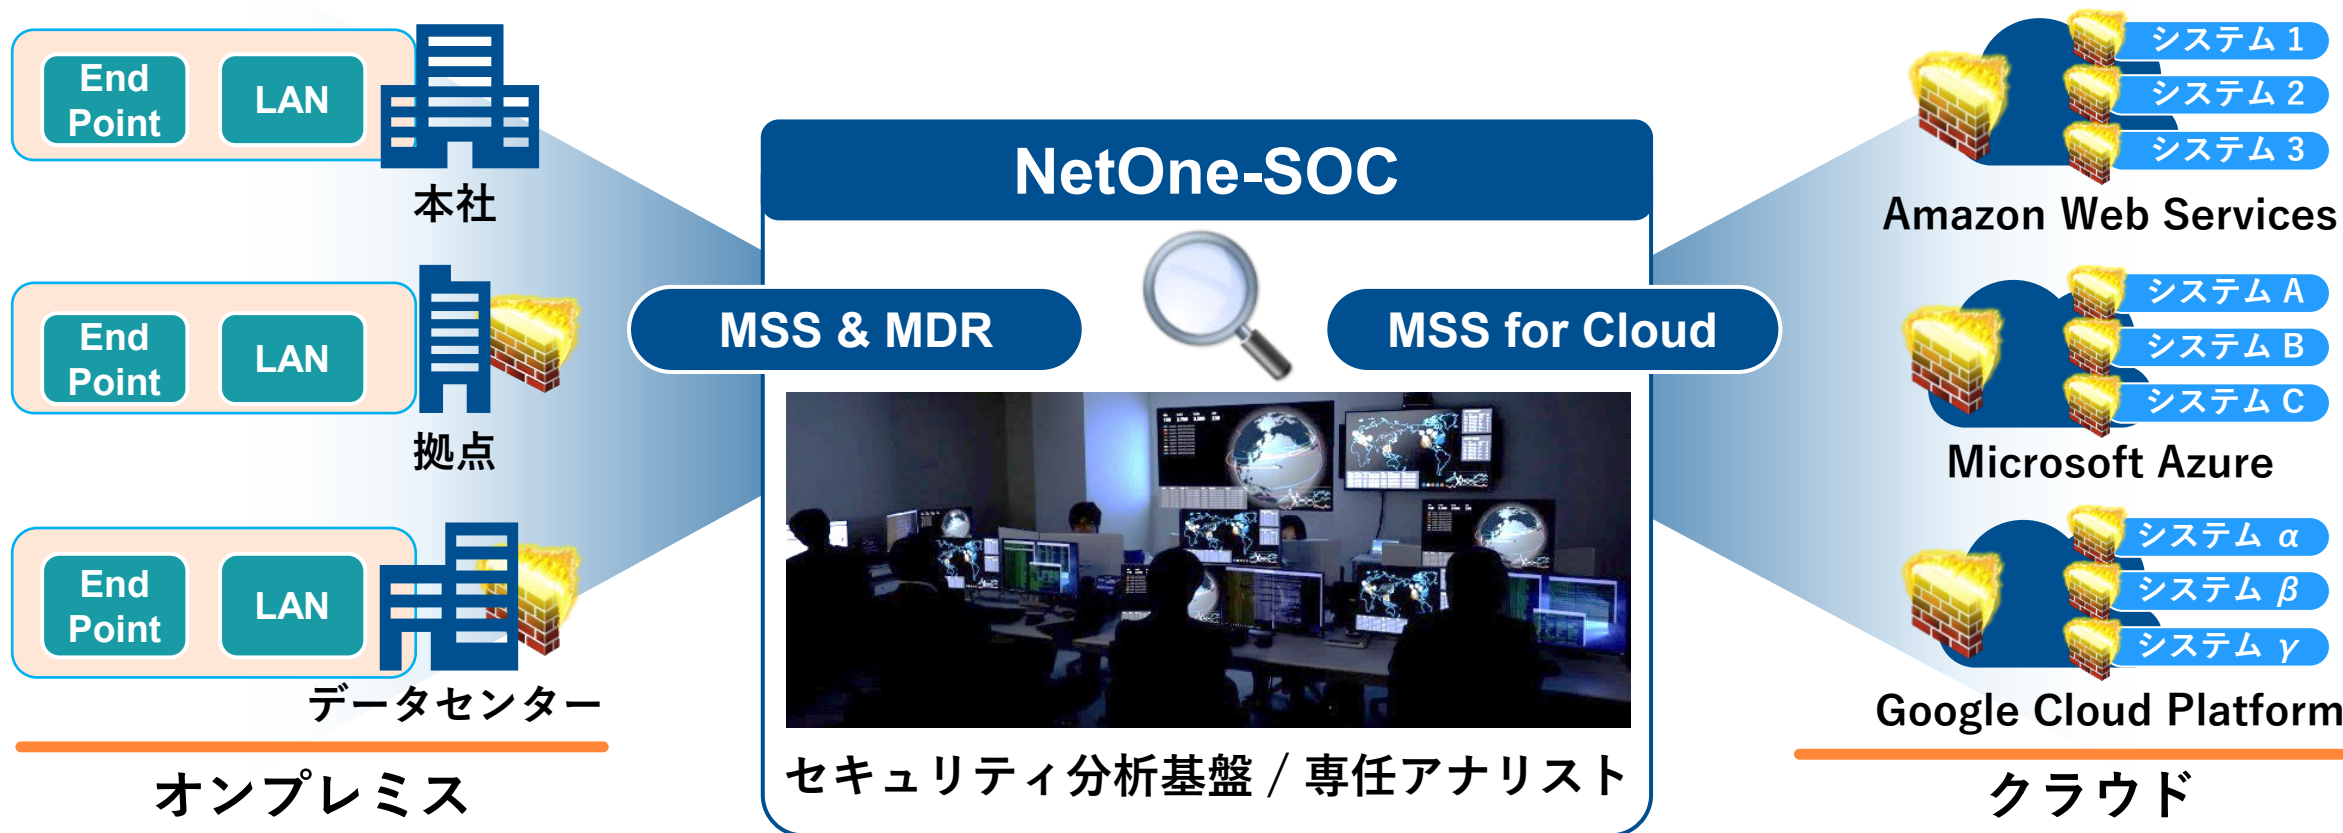 End
Point
LAN
本社
End
Point
LAN
拠点
End
Point
LAN
データセンター
オンプレミス
NetOne-SOC
MSS & MDR
MSS for Cloud
セキュリティ分析基盤 / 専任アナリスト
システム 1
システム 2
システム 3
Amazon Web Services
システム A
システム B
システム C
Microsoft Azure
システム α
システム β
システム γ
Google Cloud Platform
クラウド